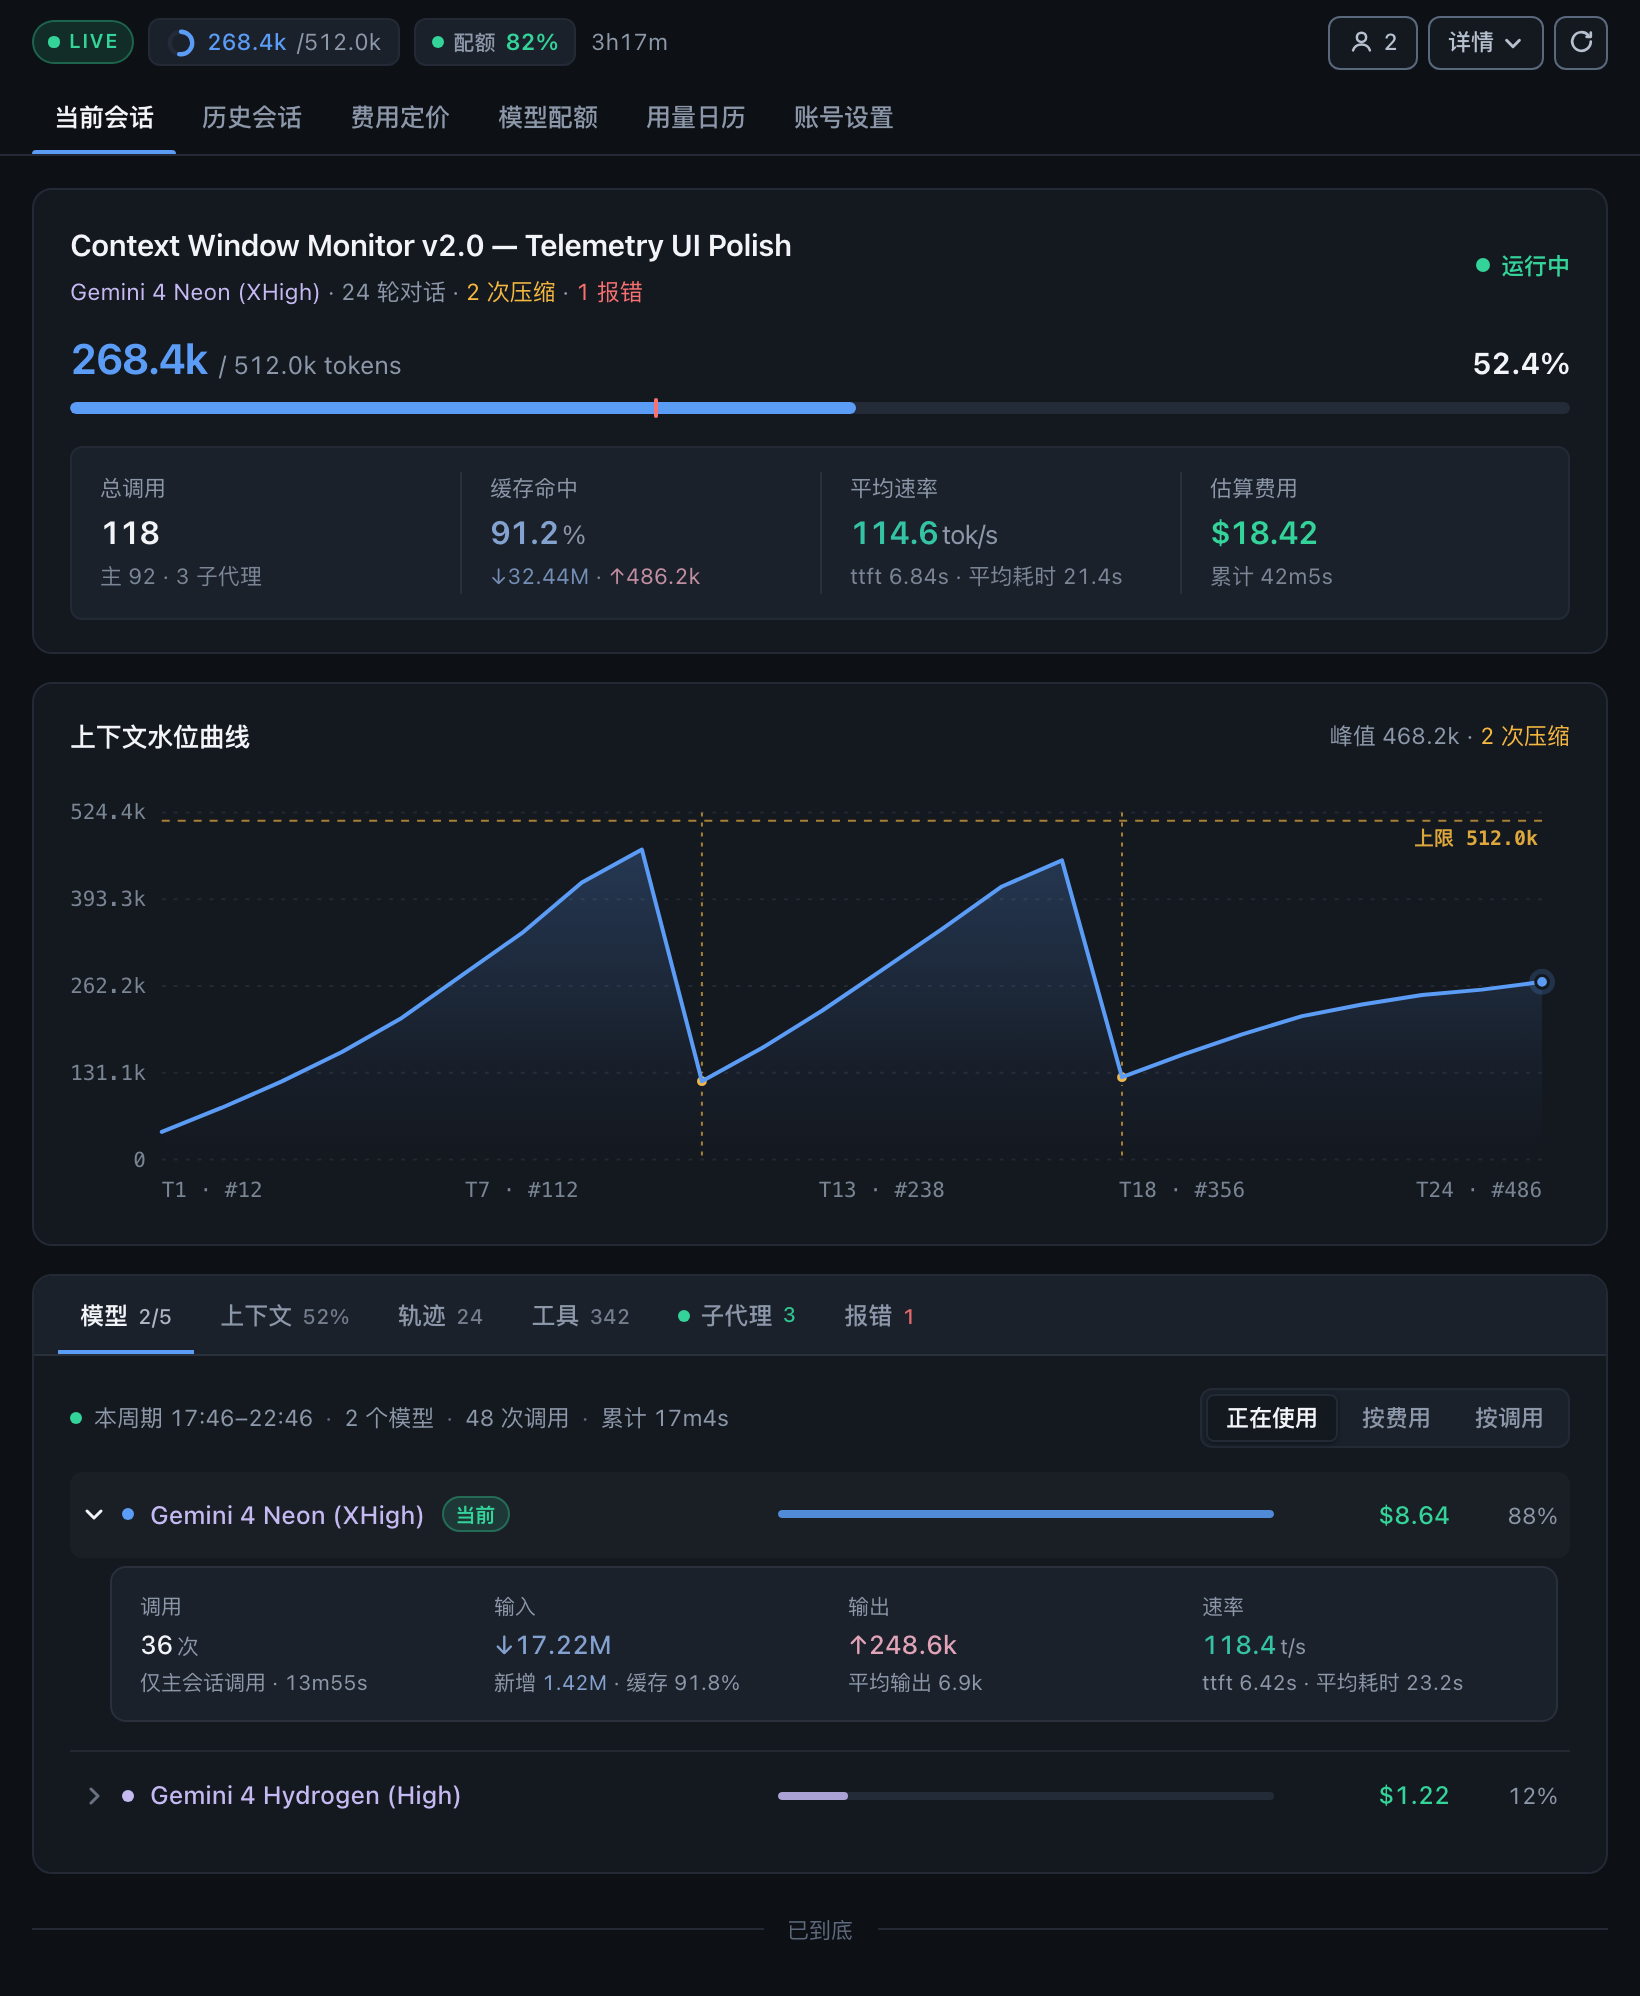 LIVE 268.4k /512.0k 配额 82% 3h17m 2 详情
当前会话 历史会话 费用定价 模型配额 用量日历 账号设置
Context Window Monitor v2.0 — Telemetry UI Polish
运行中
Gemini 4 Neon (XHigh) · 24 轮对话 · 2 次压缩 · 1 报错
268.4k / 512.0k tokens 52.4%
总调用 缓存命中 平均速率 估算费用
118 91.2% 114.6 tok/s $18.42
主 92 · 3 子代理 ↓32.44M · ↑486.2k ttft 6.84s · 平均耗时 21.4s 累计 42m5s
上下文水位曲线 峰值 468.2k · 2 次压缩
524.4k
上限 512.0k
393.3k
262.2k
131.1k
0
T1 · #12 T7 · #112 T13 · #238 T18 · #356 T24 · #486
模型 2/5 上下文 52% 轨迹 24 工具 342 子代理 3 报错 1
本周期 17:46–22:46 · 2 个模型 · 48 次调用 · 累计 17m4s 正在使用 按费用 按调用
Gemini 4 Neon (XHigh) 当前 $8.64 88%
调用 输入 输出 速率
36 次 ↓17.22M ↑248.6k 118.4 t/s
仅主会话调用 · 13m55s 新增 1.42M · 缓存 91.8% 平均输出 6.9k ttft 6.42s · 平均耗时 23.2s
Gemini 4 Hydrogen (High) $1.22 12%
已到底